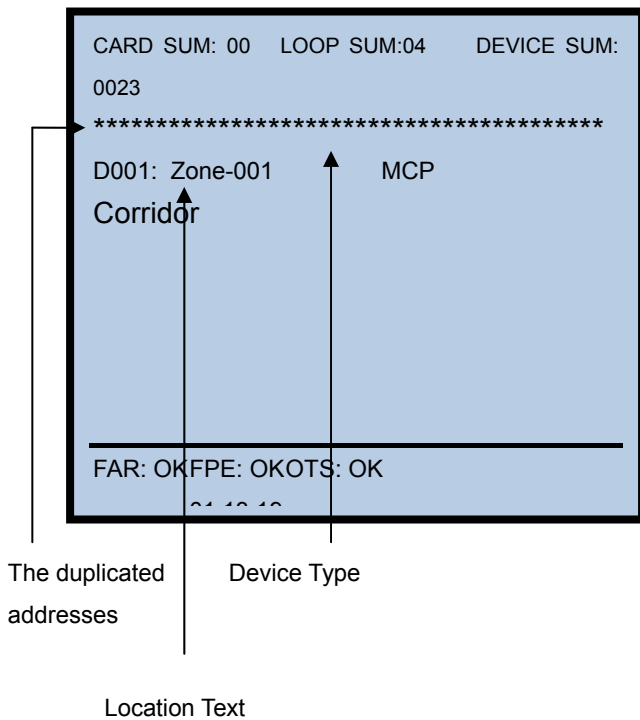 CARD SUM: 00 LOOP SUM:04 DEVICE SUM:
0023
*****************************************
D001: Zone-001 MCP
Corridor
FAR: OKFPE: OKOTS: OK
The duplicated Device Type
addresses
Location Text